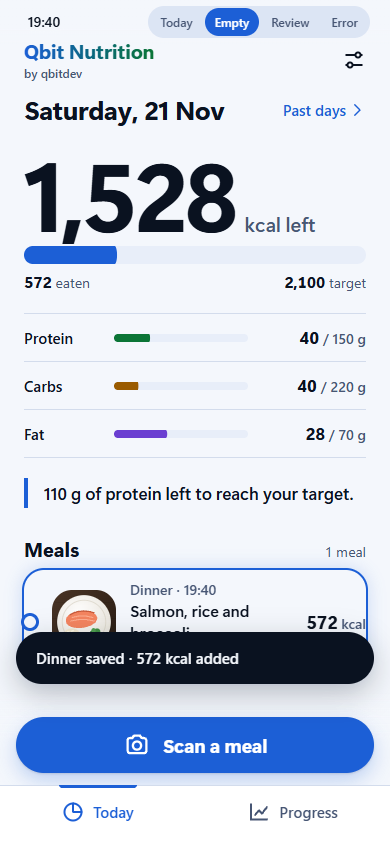 19:40
Today Empty Review Error
Qbit Nutrition
by qbitdev
Saturday, 21 Nov
Past days
1,528 kcal left
572 eaten
2,100 target
Protein
40 / 150 g
Carbs
40 / 220 g
Fat
28 / 70 g
110 g of protein left to reach your target.
Meals
1 meal
Dinner · 19:40
Salmon, rice and
broccoli
572 kcal
Dinner saved · 572 kcal added
Scan a meal
Today
Progress